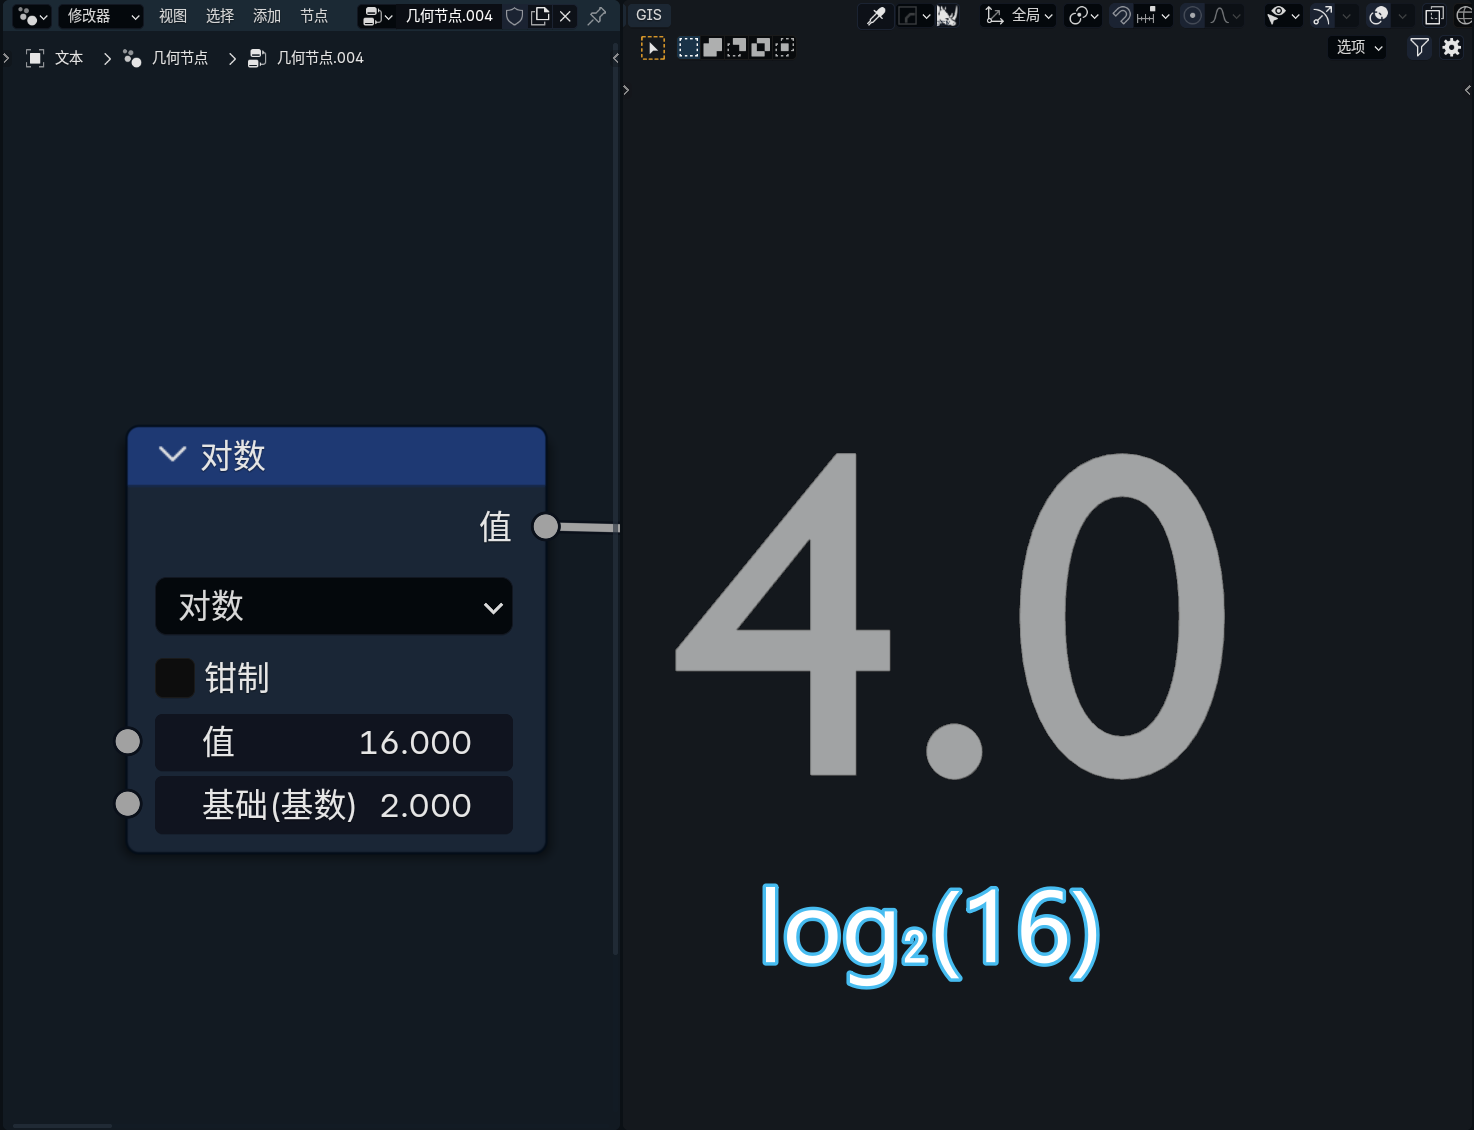 修改器 视图 选择 添加 节点 几何节点.004
文本 几何节点 几何节点.004
对数
值
对数
钳制
值 16.000
基础(基数) 2.000
GIS 全局
选项
4.0
log₂(16)